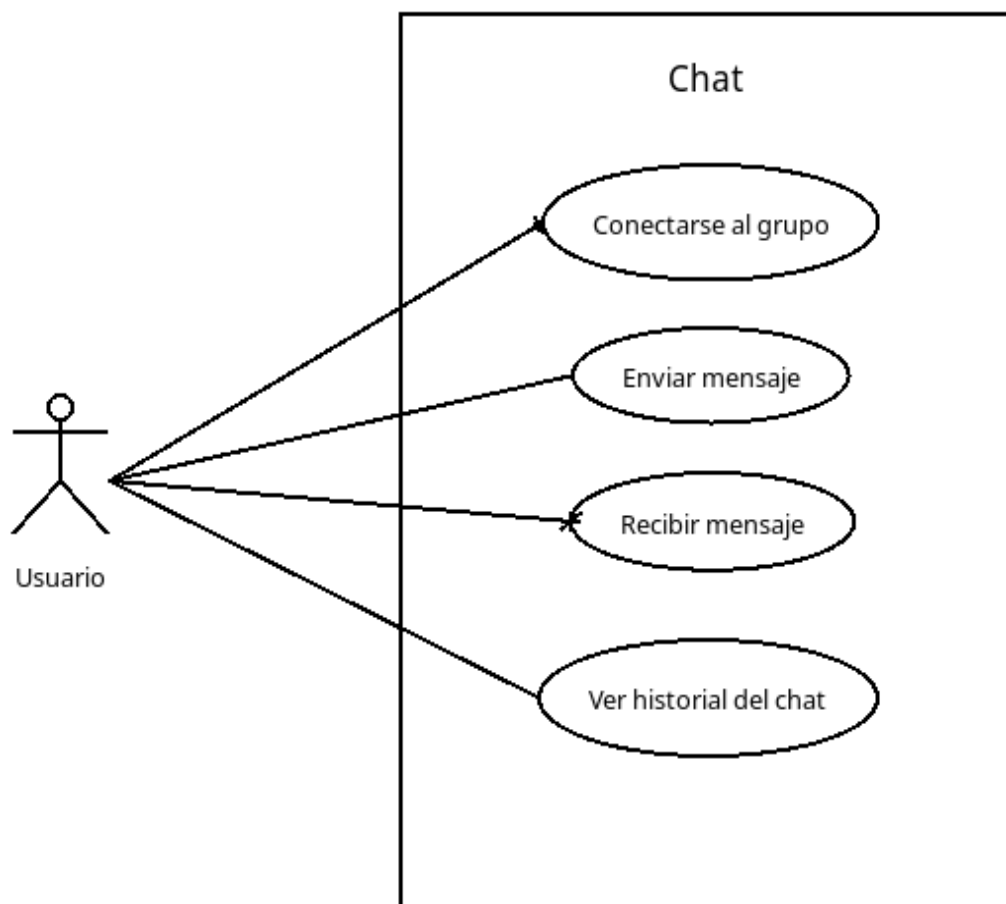 Chat
Conectarse al grupo
Enviar mensaje
Recibir mensaje
Usuario
Ver historial del chat